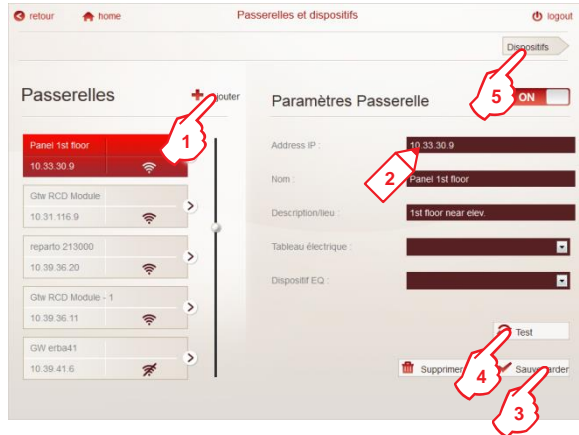 retour
home
Passerelles et dispositifs
logout
Dispositifs
5
Passerelles
1
Paramètres Passerelle
ON
Panel 1st floor
10.33.30.9
Gtw RCD Module
10.31.116.9
reparto 213000
10.39.36.20
Gtw RCD Module - 1
10.39.36.11
GW erba41
10.39.41.6
Address IP :
10.33.30.9
2
Nom :
Panel 1st floor
Description/lieu :
1st floor near elev.
Tableau électrique :
Dispositif EQ :
Test
4
Supprimer
3